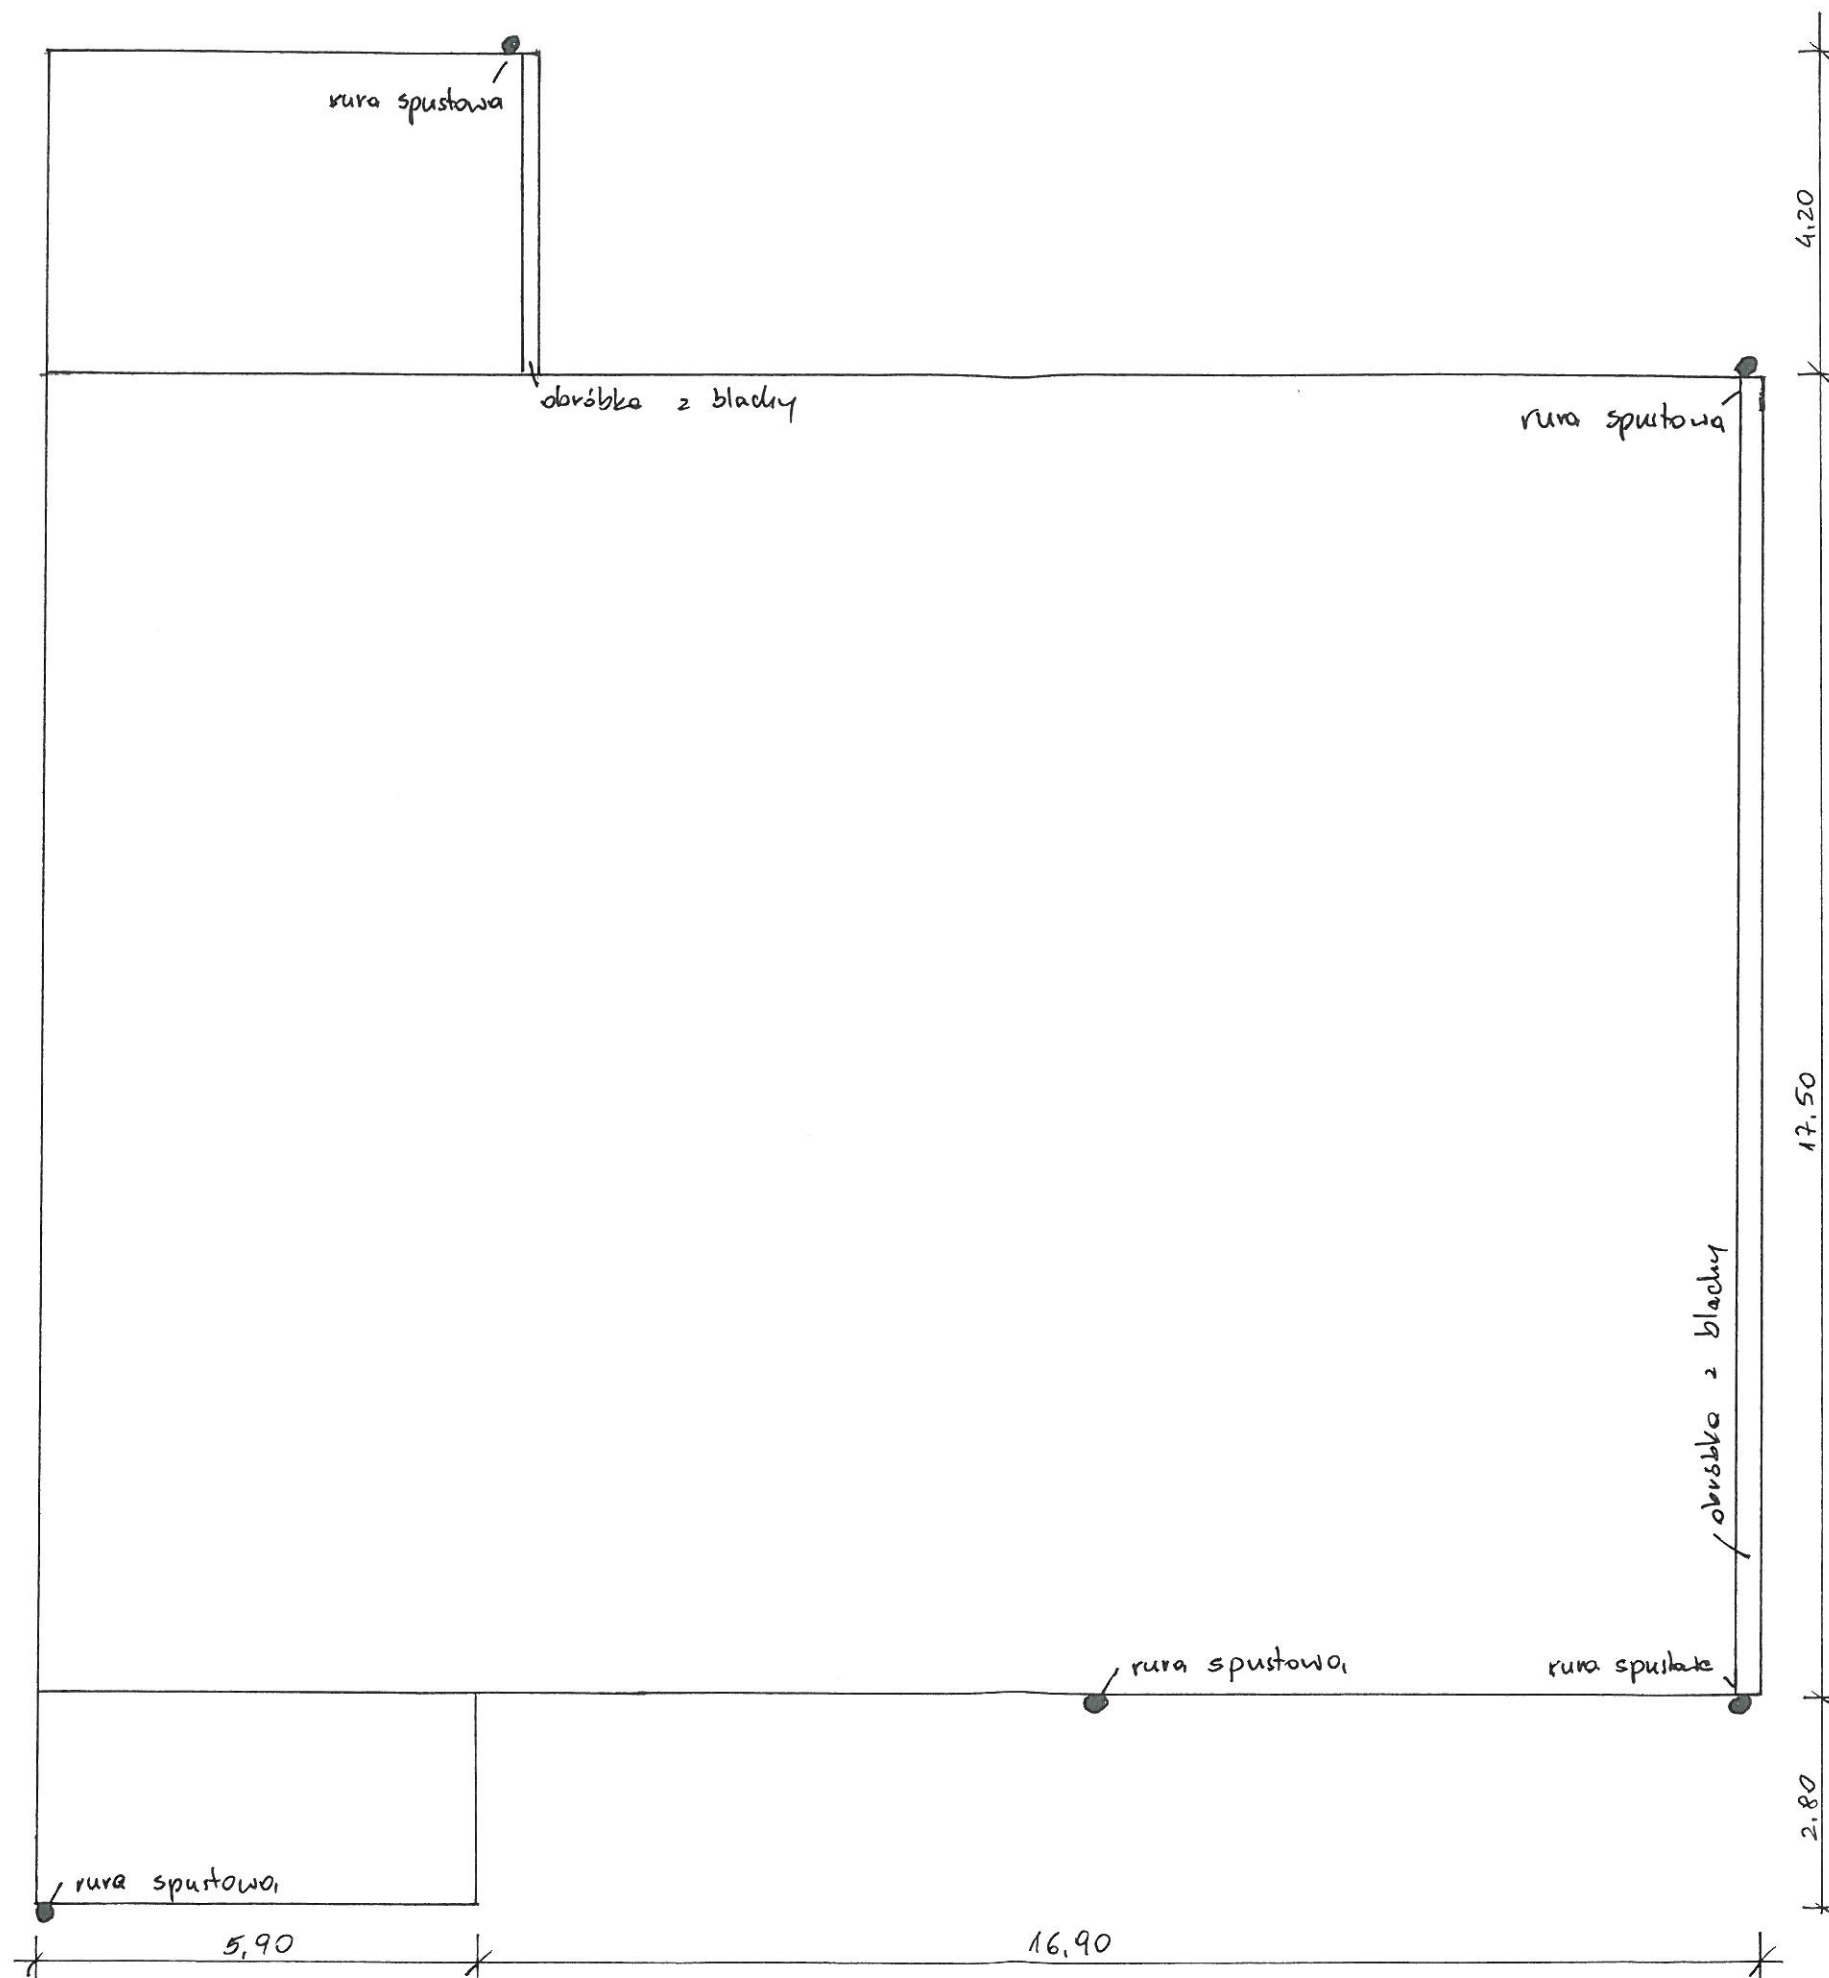 rura spustowa
4,20
obróbka z blachy
rura spustowa
17,50
obróbka z blachy
rura spustowa
rura spustowa
2,80
rura spustowa
5,90
16,90